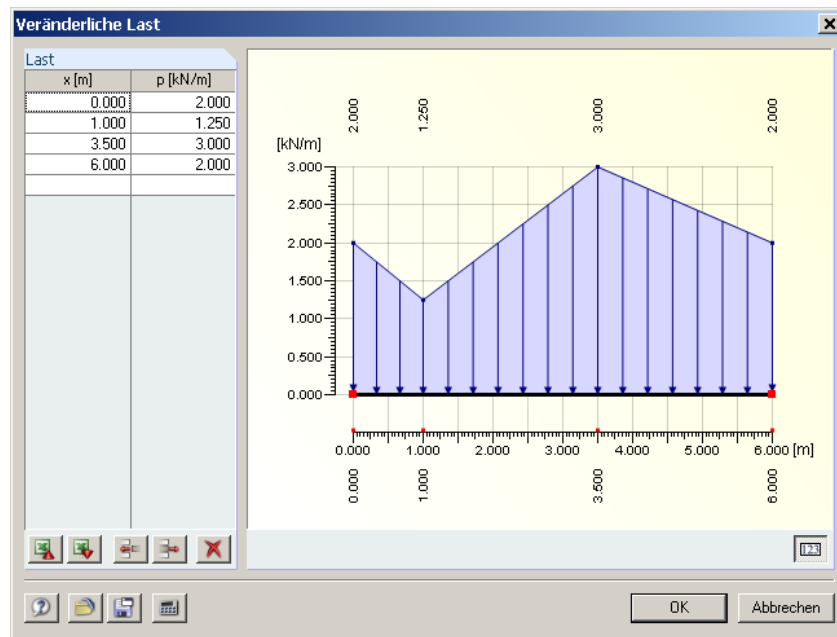 Veränderliche Last
Last
x [m] p [kN/m]
0.000 2.000
1.000 1.250
3.500 3.000
6.000 2.000
2.000 1.250 3.000 2.000
[kN/m]
3.000
2.500
2.000
1.500
1.000
0.500
0.000
0.000 1.000 2.000 3.000 4.000 5.000 6.000 [m]
0.000 1.000 3.500 6.000
123
OK Abbrechen